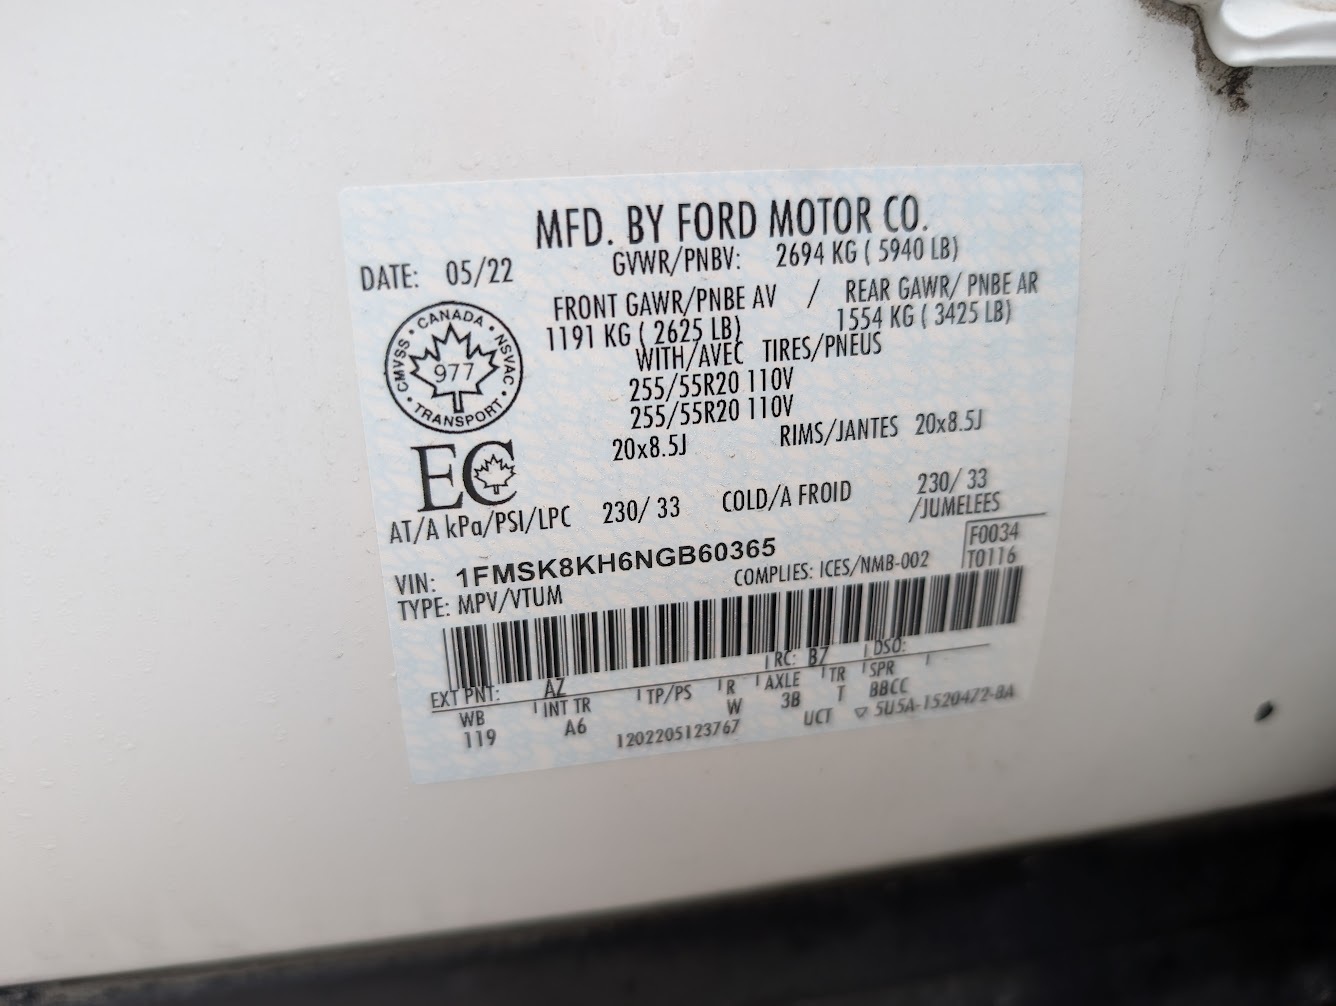 MFD. BY FORD MOTOR CO.
DATE: 05/22
GVWR/PNBV: 2694 KG ( 5940 LB)
FRONT GAWR/PNBE AV / REAR GAWR/ PNBE AR
1191 KG ( 2625 LB) 1554 KG ( 3425 LB)
WITH/AVEC TIRES/PNEUS
255/55R20 110V
255/55R20 110V
20x8.5J RIMS/JANTES 20x8.5J
CANADA • NSVAC • TRANSPORT • CMVSS •
977
EC
AT/A kPa/PSI/LPC 230/ 33 COLD/A FROID 230/ 33
/JUMELEES
VIN: 1FMSK8KH6NGB60365
F0034
TYPE: MPV/VTUM COMPLIES: ICES/NMB-002 T0116
EXT PNT: AZ RC: B7 DSO:
WB INT TR TP/PS R AXLE TR SPR
119 A6 W 3B T BBCC
1202205123767 UCT ▽ 5U5A-1520472-BA